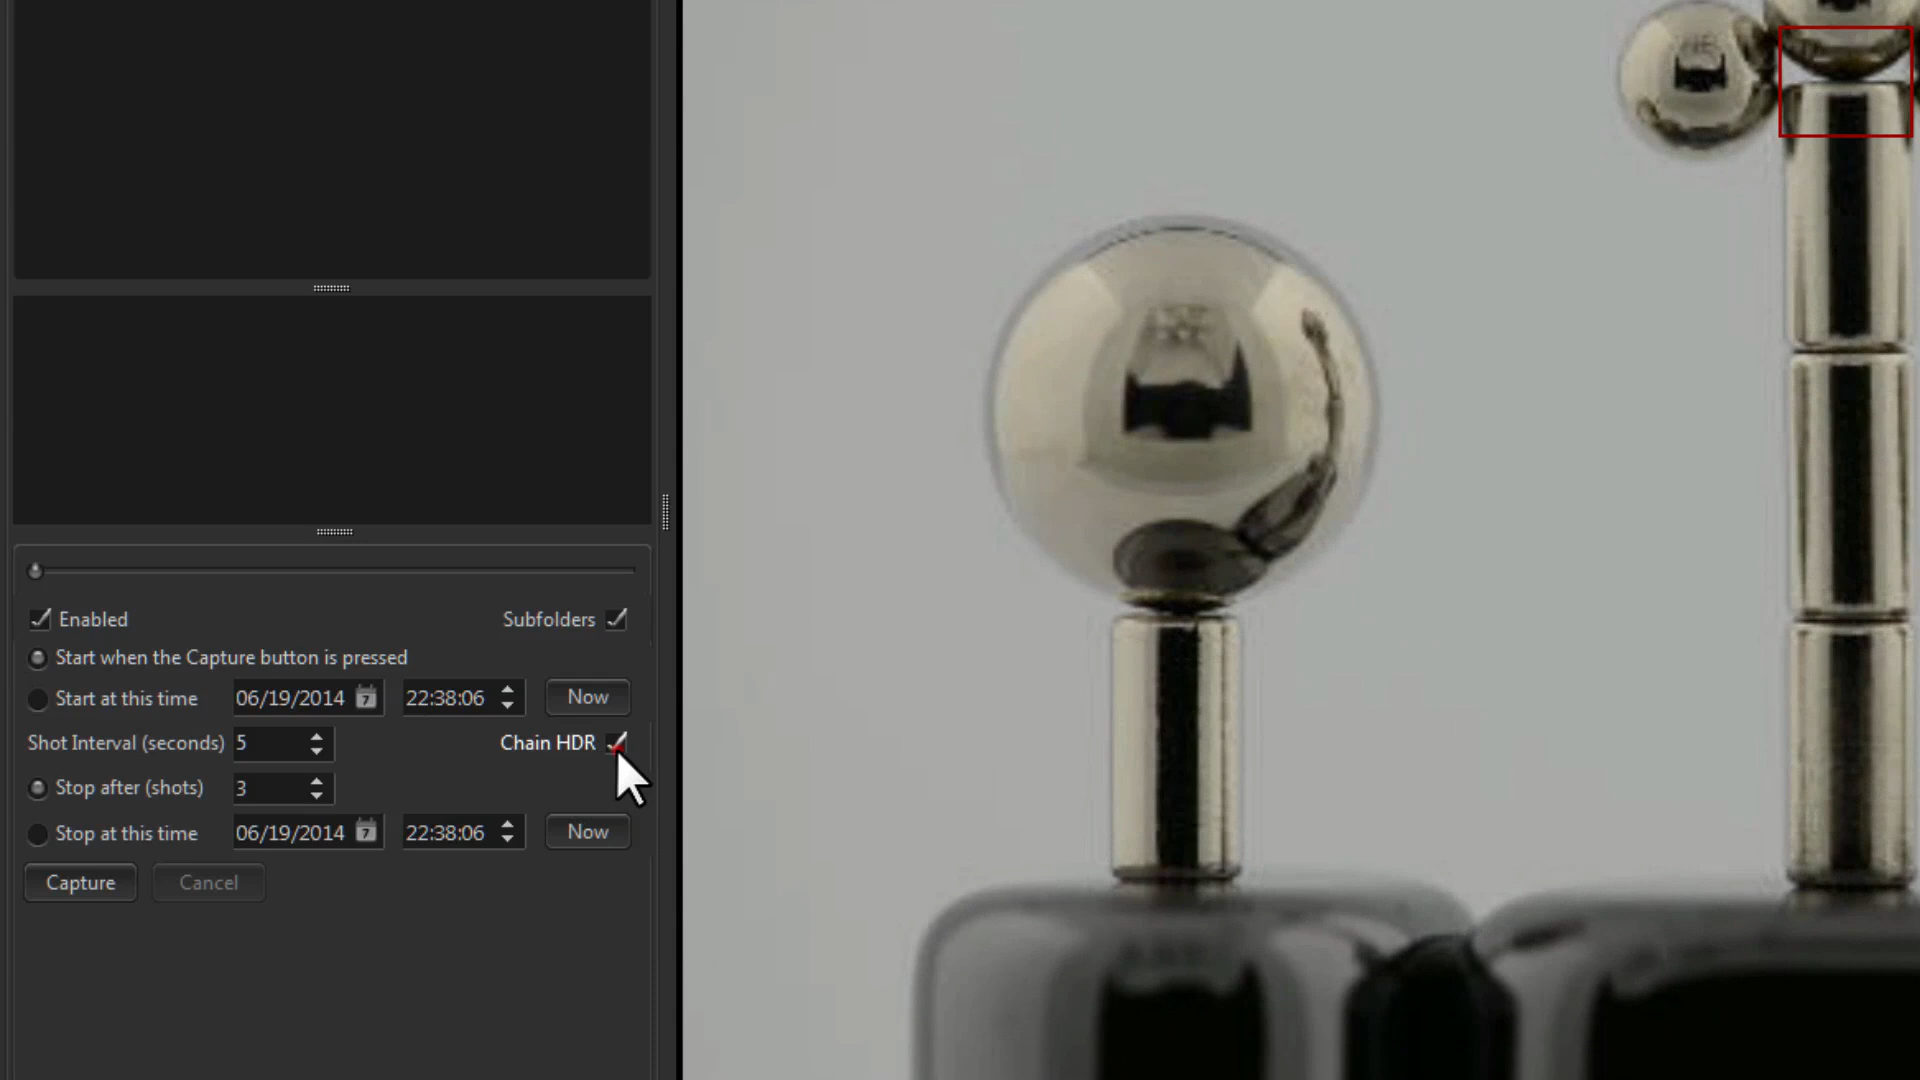 Enabled Subfolders
Start when the Capture button is pressed
Start at this time 06/19/2014 7 22:38:06 Now
Shot Interval (seconds) 5 Chain HDR
Stop after (shots) 3
Stop at this time 06/19/2014 7 22:38:06 Now
Capture Cancel